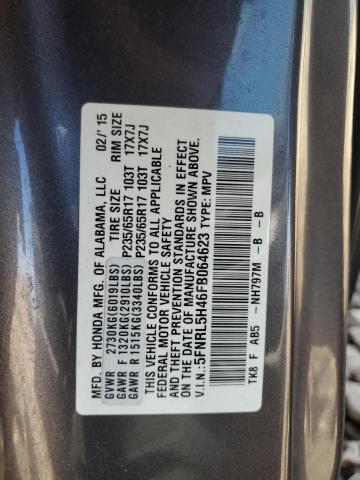 MFD. BY HONDA MFG. OF ALABAMA, LLC 02/'15
GVWR 2730KG(6019LBS) TIRE SIZE RIM SIZE
GAWR F 1320KG(2910LBS) P235/65R17 103T 17X7J
GAWR R 1515KG(3340LBS) P235/65R17 103T 17X7J
THIS VEHICLE CONFORMS TO ALL APPLICABLE
FEDERAL MOTOR VEHICLE SAFETY AND
THEFT PREVENTION STANDARDS IN EFFECT
ON THE DATE OF MANUFACTURE SHOWN ABOVE.
V.I.N.: 5FNRL5H46FB064623 TYPE: MPV
TK8 F AB5 - NH797M - B - B